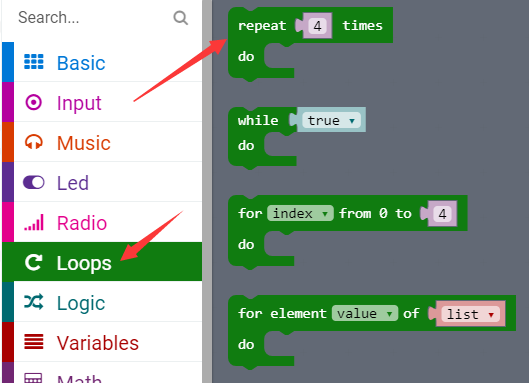 Search...
Basic
Input
Music
Led
Radio
Loops
Logic
Variables
Math
repeat 4 times
do
while true
do
for index from 0 to 4
do
for element value of list
do